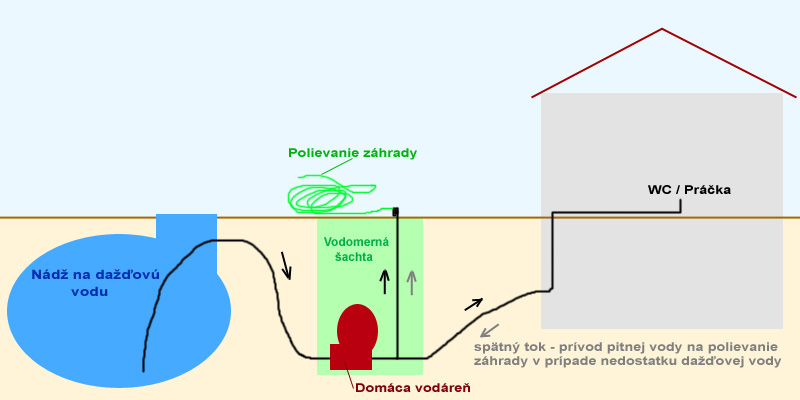 Polievanie záhrady
WC / Práčka
Vodomerná
šachta
Nádž na dažďovú
vodu
spätný tok - prívod pitnej vody na polievanie
záhrady v prípade nedostatku dažďovej vody
Domáca vodáreň